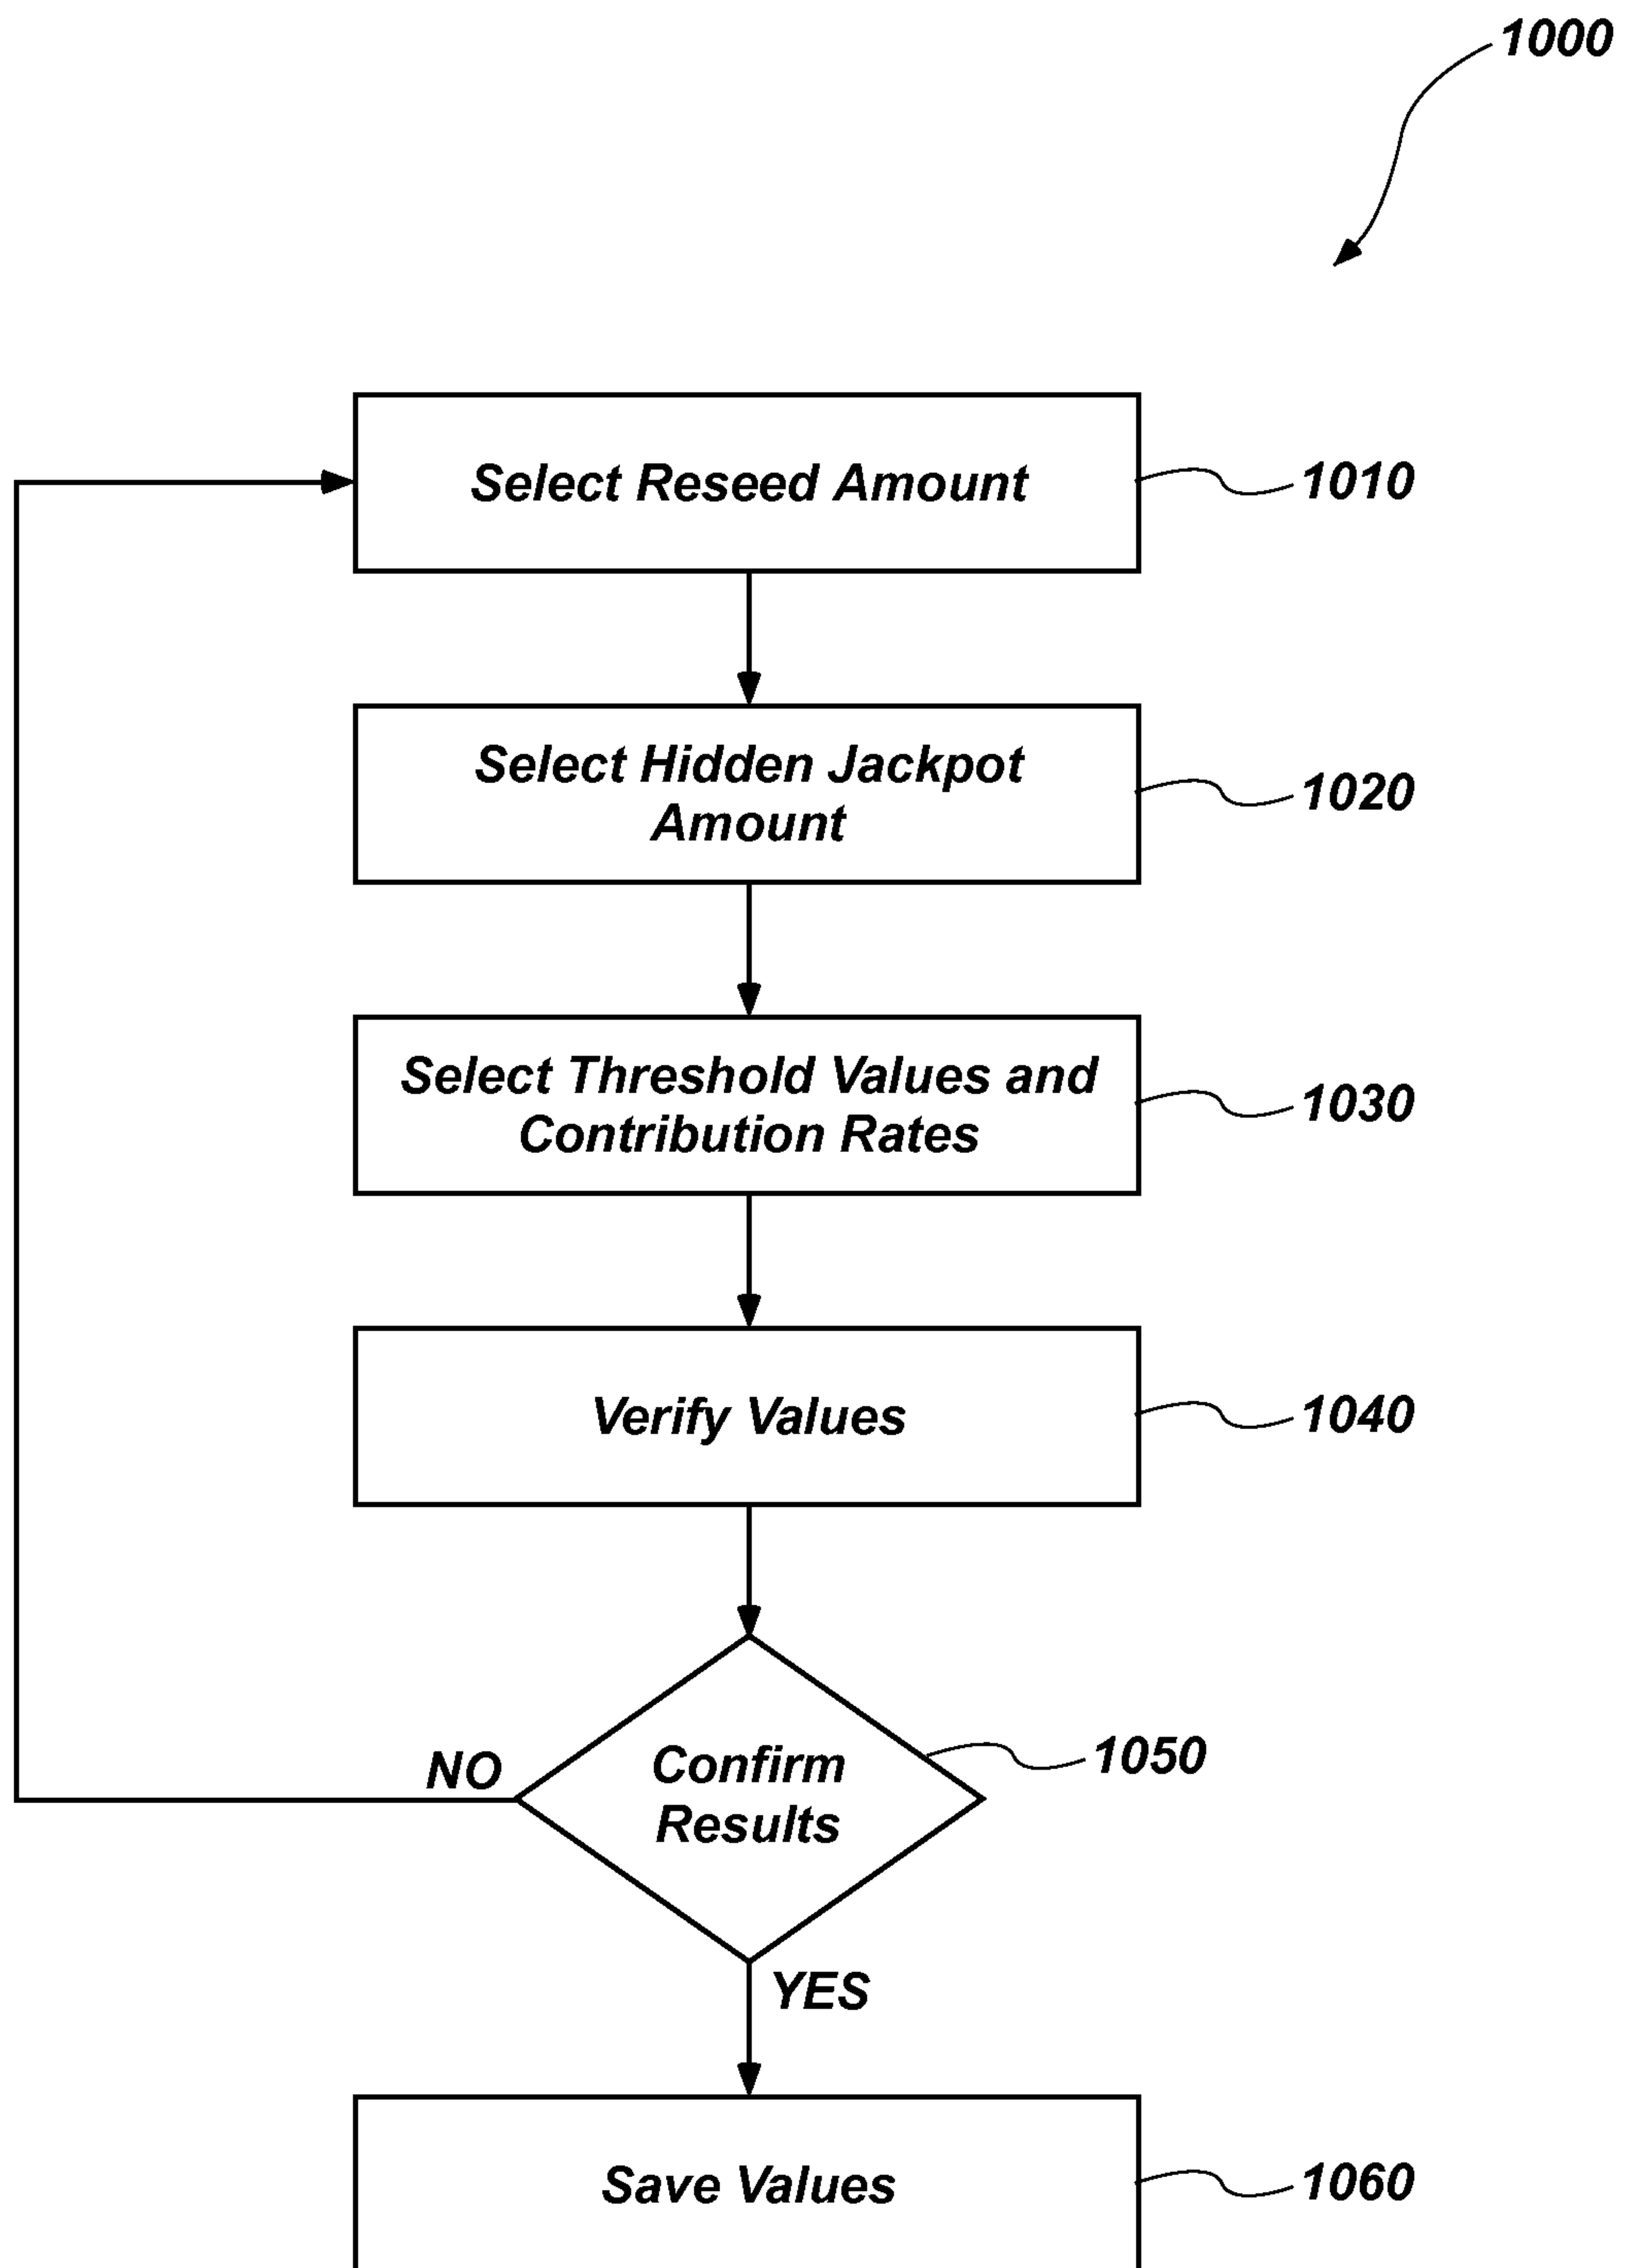 1000
Select Reseed Amount
1010
Select Hidden Jackpot
Amount
1020
Select Threshold Values and
Contribution Rates
1030
Verify Values
1040
Confirm
Results
1050
NO
YES
Save Values
1060